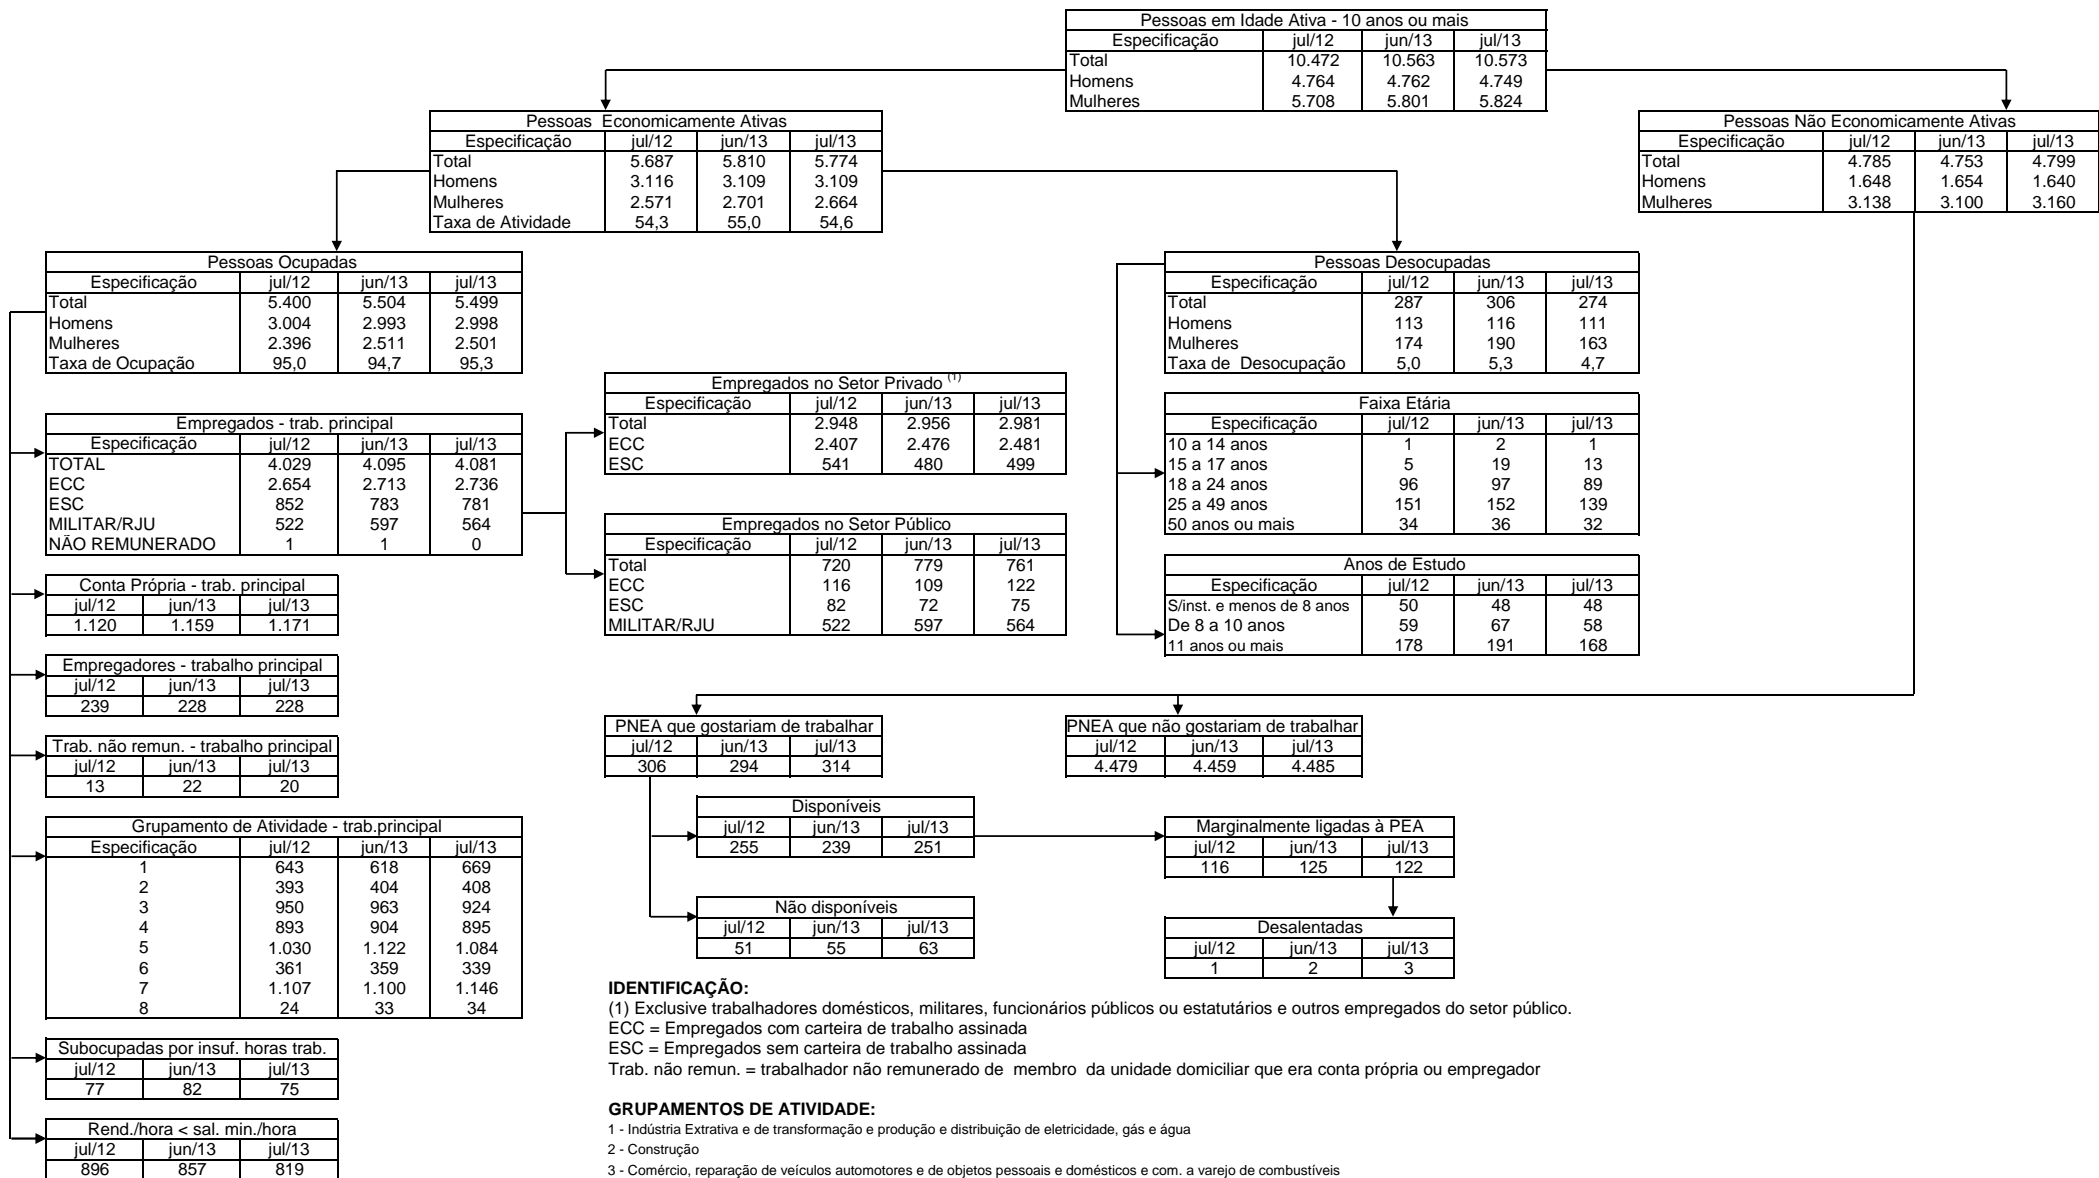 Pessoas em Idade Ativa - 10 anos ou mais
Especificação jul/12 jun/13 jul/13
Total 10.472 10.563 10.573
Homens 4.764 4.762 4.749
Mulheres 5.708 5.801 5.824
Pessoas Economicamente Ativas
Especificação jul/12 jun/13 jul/13
Total 5.687 5.810 5.774
Homens 3.116 3.109 3.109
Mulheres 2.571 2.701 2.664
Taxa de Atividade 54,3 55,0 54,6
Pessoas Não Economicamente Ativas
Especificação jul/12 jun/13 jul/13
Total 4.785 4.753 4.799
Homens 1.648 1.654 1.640
Mulheres 3.138 3.100 3.160
Pessoas Ocupadas
Especificação jul/12 jun/13 jul/13
Total 5.400 5.504 5.499
Homens 3.004 2.993 2.998
Mulheres 2.396 2.511 2.501
Taxa de Ocupação 95,0 94,7 95,3
Pessoas Desocupadas
Especificação jul/12 jun/13 jul/13
Total 287 306 274
Homens 113 116 111
Mulheres 174 190 163
Taxa de Desocupação 5,0 5,3 4,7
Empregados - trab. principal
Especificação jul/12 jun/13 jul/13
TOTAL 4.029 4.095 4.081
ECC 2.654 2.713 2.736
ESC 852 783 781
MILITAR/RJU 522 597 564
NÃO REMUNERADO 1 1 0
Empregados no Setor Privado (1)
Especificação jul/12 jun/13 jul/13
Total 2.948 2.956 2.981
ECC 2.407 2.476 2.481
ESC 541 480 499
Empregados no Setor Público
Especificação jul/12 jun/13 jul/13
Total 720 779 761
ECC 116 109 122
ESC 82 72 75
MILITAR/RJU 522 597 564
Faixa Etária
Especificação jul/12 jun/13 jul/13
10 a 14 anos 1 2 1
15 a 17 anos 5 19 13
18 a 24 anos 96 97 89
25 a 49 anos 151 152 139
50 anos ou mais 34 36 32
Anos de Estudo
Especificação jul/12 jun/13 jul/13
S/inst. e menos de 8 anos 50 48 48
De 8 a 10 anos 59 67 58
11 anos ou mais 178 191 168
Conta Própria - trab. principal
jul/12 jun/13 jul/13
1.120 1.159 1.171
Empregadores - trabalho principal
jul/12 jun/13 jul/13
239 228 228
Trab. não remun. - trabalho principal
jul/12 jun/13 jul/13
13 22 20
PNEA que gostariam de trabalhar
jul/12 jun/13 jul/13
306 294 314
PNEA que não gostariam de trabalhar
jul/12 jun/13 jul/13
4.479 4.459 4.485
Disponíveis
jul/12 jun/13 jul/13
255 239 251
Marginalmente ligadas à PEA
jul/12 jun/13 jul/13
116 125 122
Não disponíveis
jul/12 jun/13 jul/13
51 55 63
Desalentadas
jul/12 jun/13 jul/13
1 2 3
Grupamento de Atividade - trab.principal
Especificação jul/12 jun/13 jul/13
1 643 618 669
2 393 404 408
3 950 963 924
4 893 904 895
5 1.030 1.122 1.084
6 361 359 339
7 1.107 1.100 1.146
8 24 33 34
Subocupadas por insuf. horas trab.
jul/12 jun/13 jul/13
77 82 75
Rend./hora < sal. min./hora
jul/12 jun/13 jul/13
896 857 819
IDENTIFICAÇÃO:
(1) Exclusive trabalhadores domésticos, militares, funcionários públicos ou estatutários e outros empregados do setor público.
ECC = Empregados com carteira de trabalho assinada
ESC = Empregados sem carteira de trabalho assinada
Trab. não remun. = trabalhador não remunerado de membro da unidade domiciliar que era conta própria ou empregador
GRUPAMENTOS DE ATIVIDADE:
1 - Indústria Extrativa e de transformação e produção e distribuição de eletricidade, gás e água
2 - Construção
3 - Comércio, reparação de veículos automotores e de objetos pessoais e domésticos e com. a varejo de combustíveis